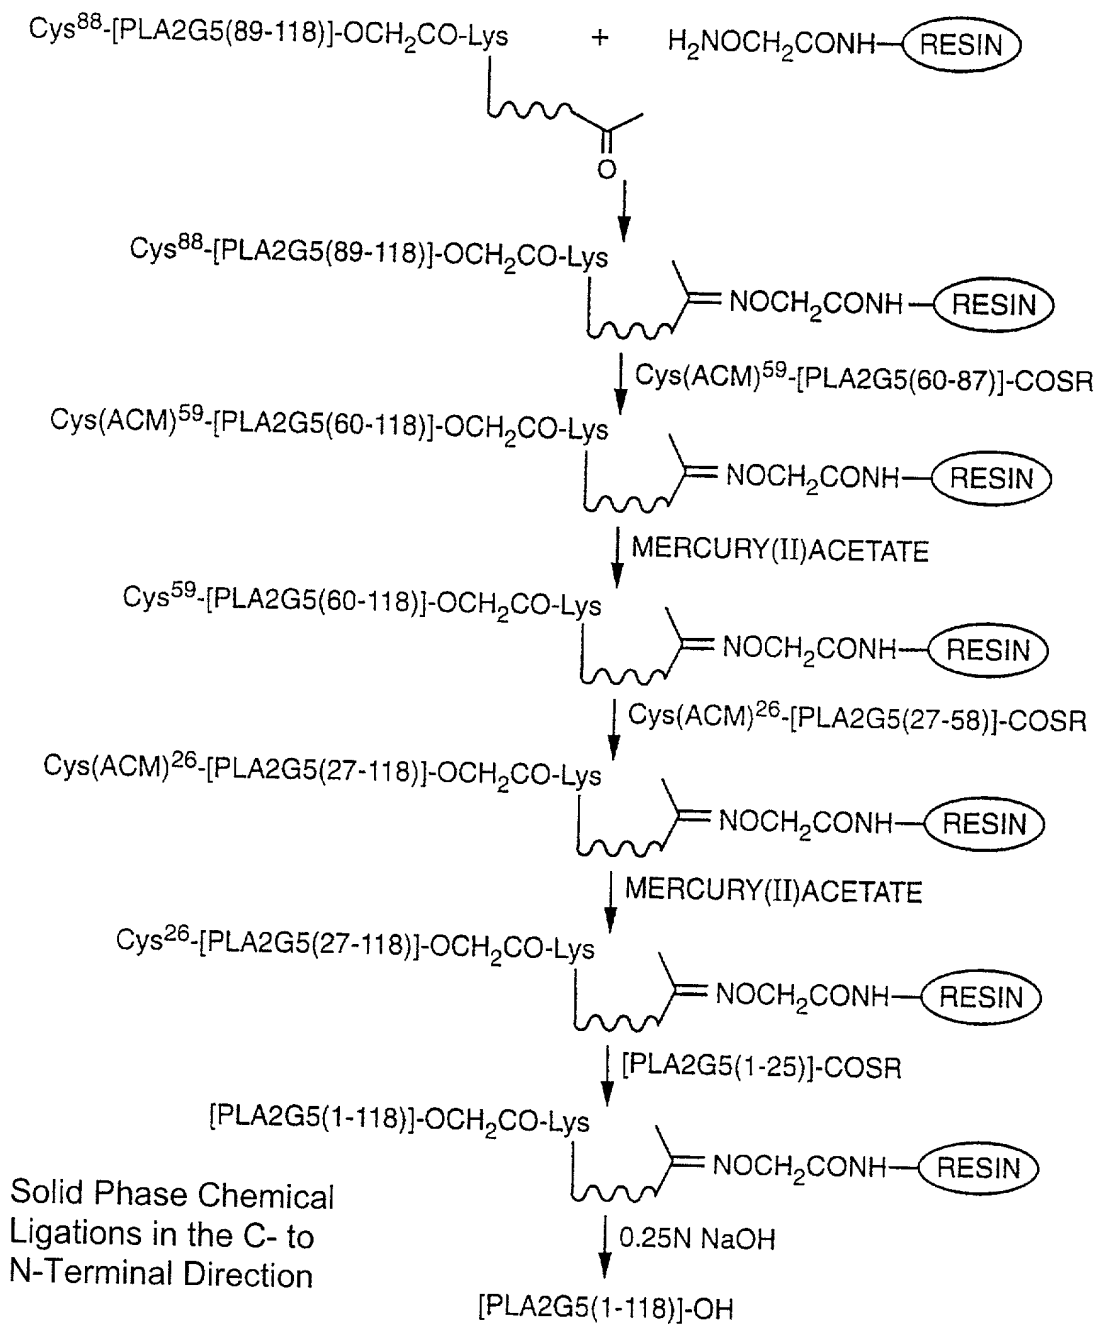 Cys⁸⁸-[PLA2G5(89-118)]-OCH₂CO-Lys + H₂NOCH₂CONH-RESIN
O
Cys⁸⁸-[PLA2G5(89-118)]-OCH₂CO-Lys
NOCH₂CONH-RESIN
Cys(ACM)⁵⁹-[PLA2G5(60-87)]-COSR
Cys(ACM)⁵⁹-[PLA2G5(60-118)]-OCH₂CO-Lys
NOCH₂CONH-RESIN
MERCURY(II)ACETATE
Cys⁵⁹-[PLA2G5(60-118)]-OCH₂CO-Lys
NOCH₂CONH-RESIN
Cys(ACM)²⁶-[PLA2G5(27-58)]-COSR
Cys(ACM)²⁶-[PLA2G5(27-118)]-OCH₂CO-Lys
NOCH₂CONH-RESIN
MERCURY(II)ACETATE
Cys²⁶-[PLA2G5(27-118)]-OCH₂CO-Lys
NOCH₂CONH-RESIN
[PLA2G5(1-25)]-COSR
[PLA2G5(1-118)]-OCH₂CO-Lys
NOCH₂CONH-RESIN
Solid Phase Chemical
Ligations in the C- to
N-Terminal Direction
0.25N NaOH
[PLA2G5(1-118)]-OH